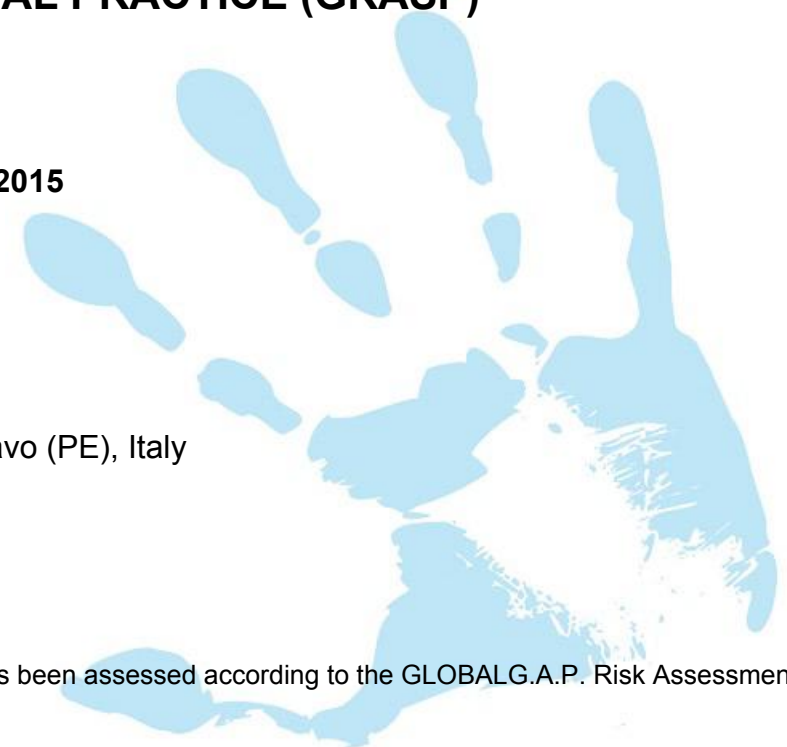 AL PRACTICE (GRASP)
2015
avo (PE), Italy
s been assessed according to the GLOBALG.A.P. Risk Assessmen